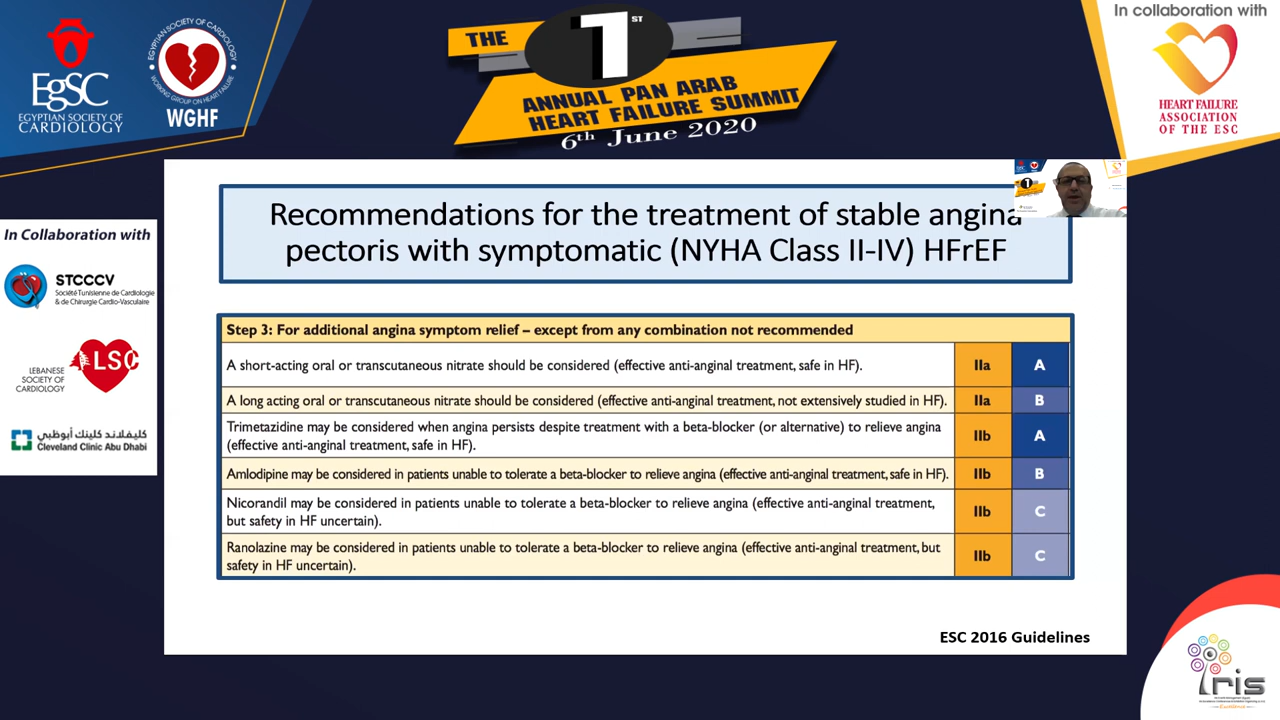 EgSC
EGYPTIAN SOCIETY OF
CARDIOLOGY
EGYPTIAN SOCIETY OF CARDIOLOGY
WORKING GROUP ON HEART FAILURE
WGHF
THE 1ST
ANNUAL PAN ARAB
HEART FAILURE SUMMIT
6th June 2020
In collaboration with
HEART FAILURE
ASSOCIATION
OF THE ESC
In Collaboration with
STCCCV
Société Tunisienne de Cardiologie
& de Chirurgie Cardio-Vasculaire
LSC
LEBANESE
SOCIETY OF
CARDIOLOGY
كليفلاند كلينك أبوظبي
Cleveland Clinic Abu Dhabi
Recommendations for the treatment of stable angina
pectoris with symptomatic (NYHA Class II-IV) HFrEF
Step 3: For additional angina symptom relief – except from any combination not recommended
A short-acting oral or transcutaneous nitrate should be considered (effective anti-anginal treatment, safe in HF). IIa A
A long acting oral or transcutaneous nitrate should be considered (effective anti-anginal treatment, not extensively studied in HF). IIa B
Trimetazidine may be considered when angina persists despite treatment with a beta-blocker (or alternative) to relieve angina
(effective anti-anginal treatment, safe in HF). IIb A
Amlodipine may be considered in patients unable to tolerate a beta-blocker to relieve angina (effective anti-anginal treatment, safe in HF). IIb B
Nicorandil may be considered in patients unable to tolerate a beta-blocker to relieve angina (effective anti-anginal treatment,
but safety in HF uncertain). IIb C
Ranolazine may be considered in patients unable to tolerate a beta-blocker to relieve angina (effective anti-anginal treatment, but
safety in HF uncertain). IIb C
ESC 2016 Guidelines
Iris